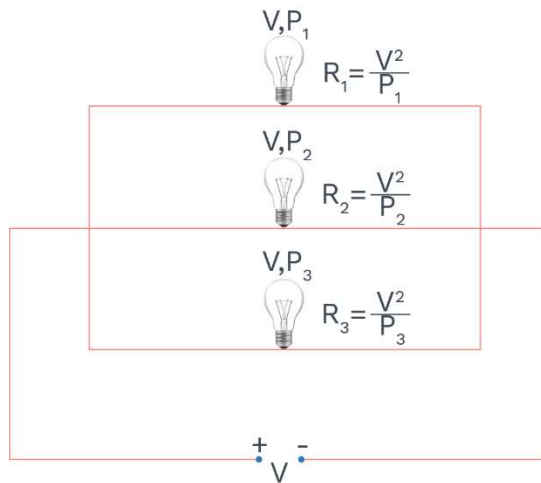 V,P₁
R₁=V²/P₁
V,P₂
R₂=V²/P₂
V,P₃
R₃=V²/P₃
+ -
V